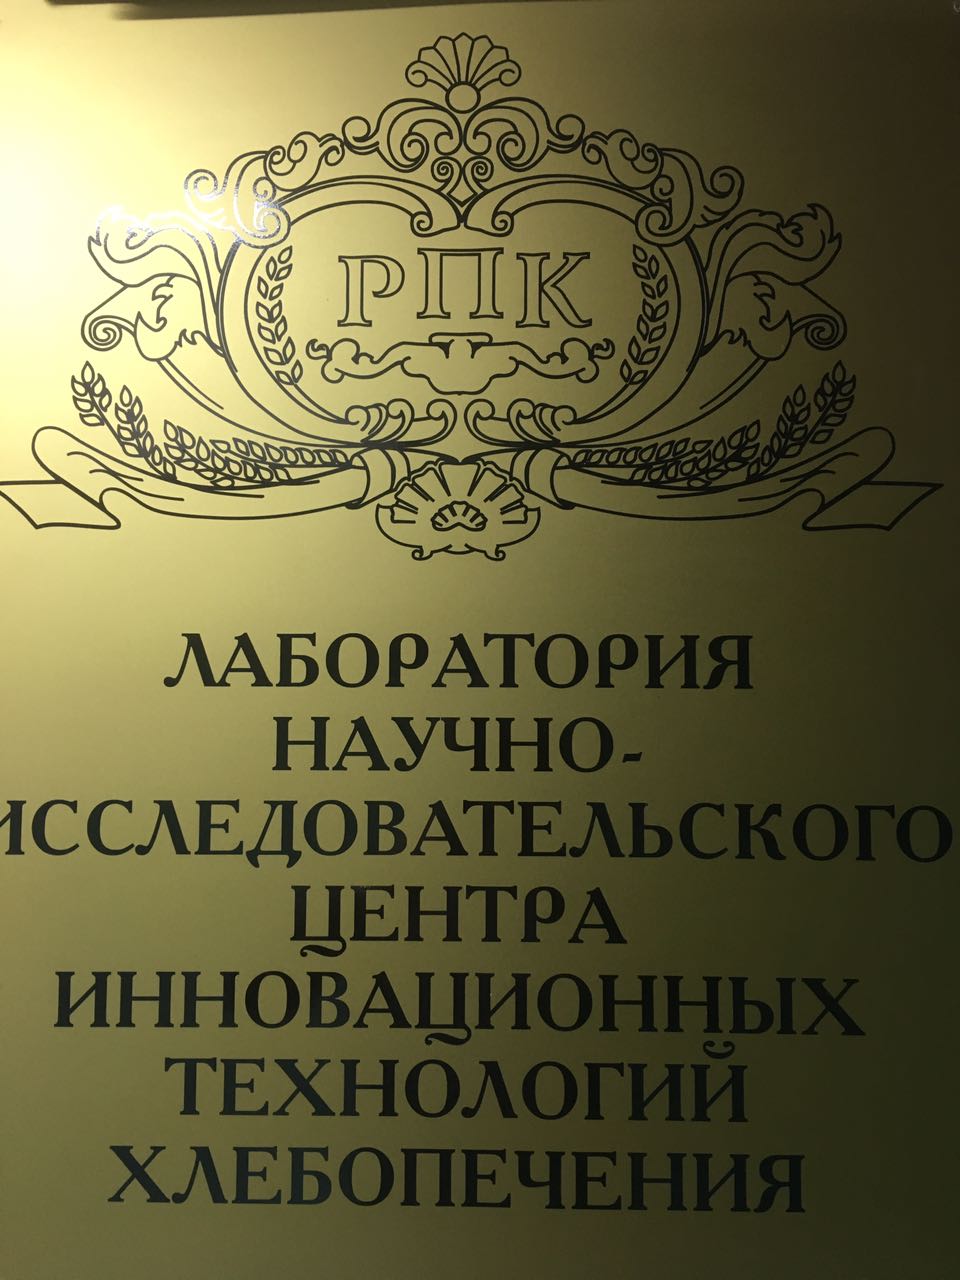 РПК
ЛАБОРАТОРИЯ
НАУЧНО-
ИССЛЕДОВАТЕЛЬСКОГО
ЦЕНТРА
ИННОВАЦИОННЫХ
ТЕХНОЛОГИЙ
ХЛЕБОПЕЧЕНИЯ